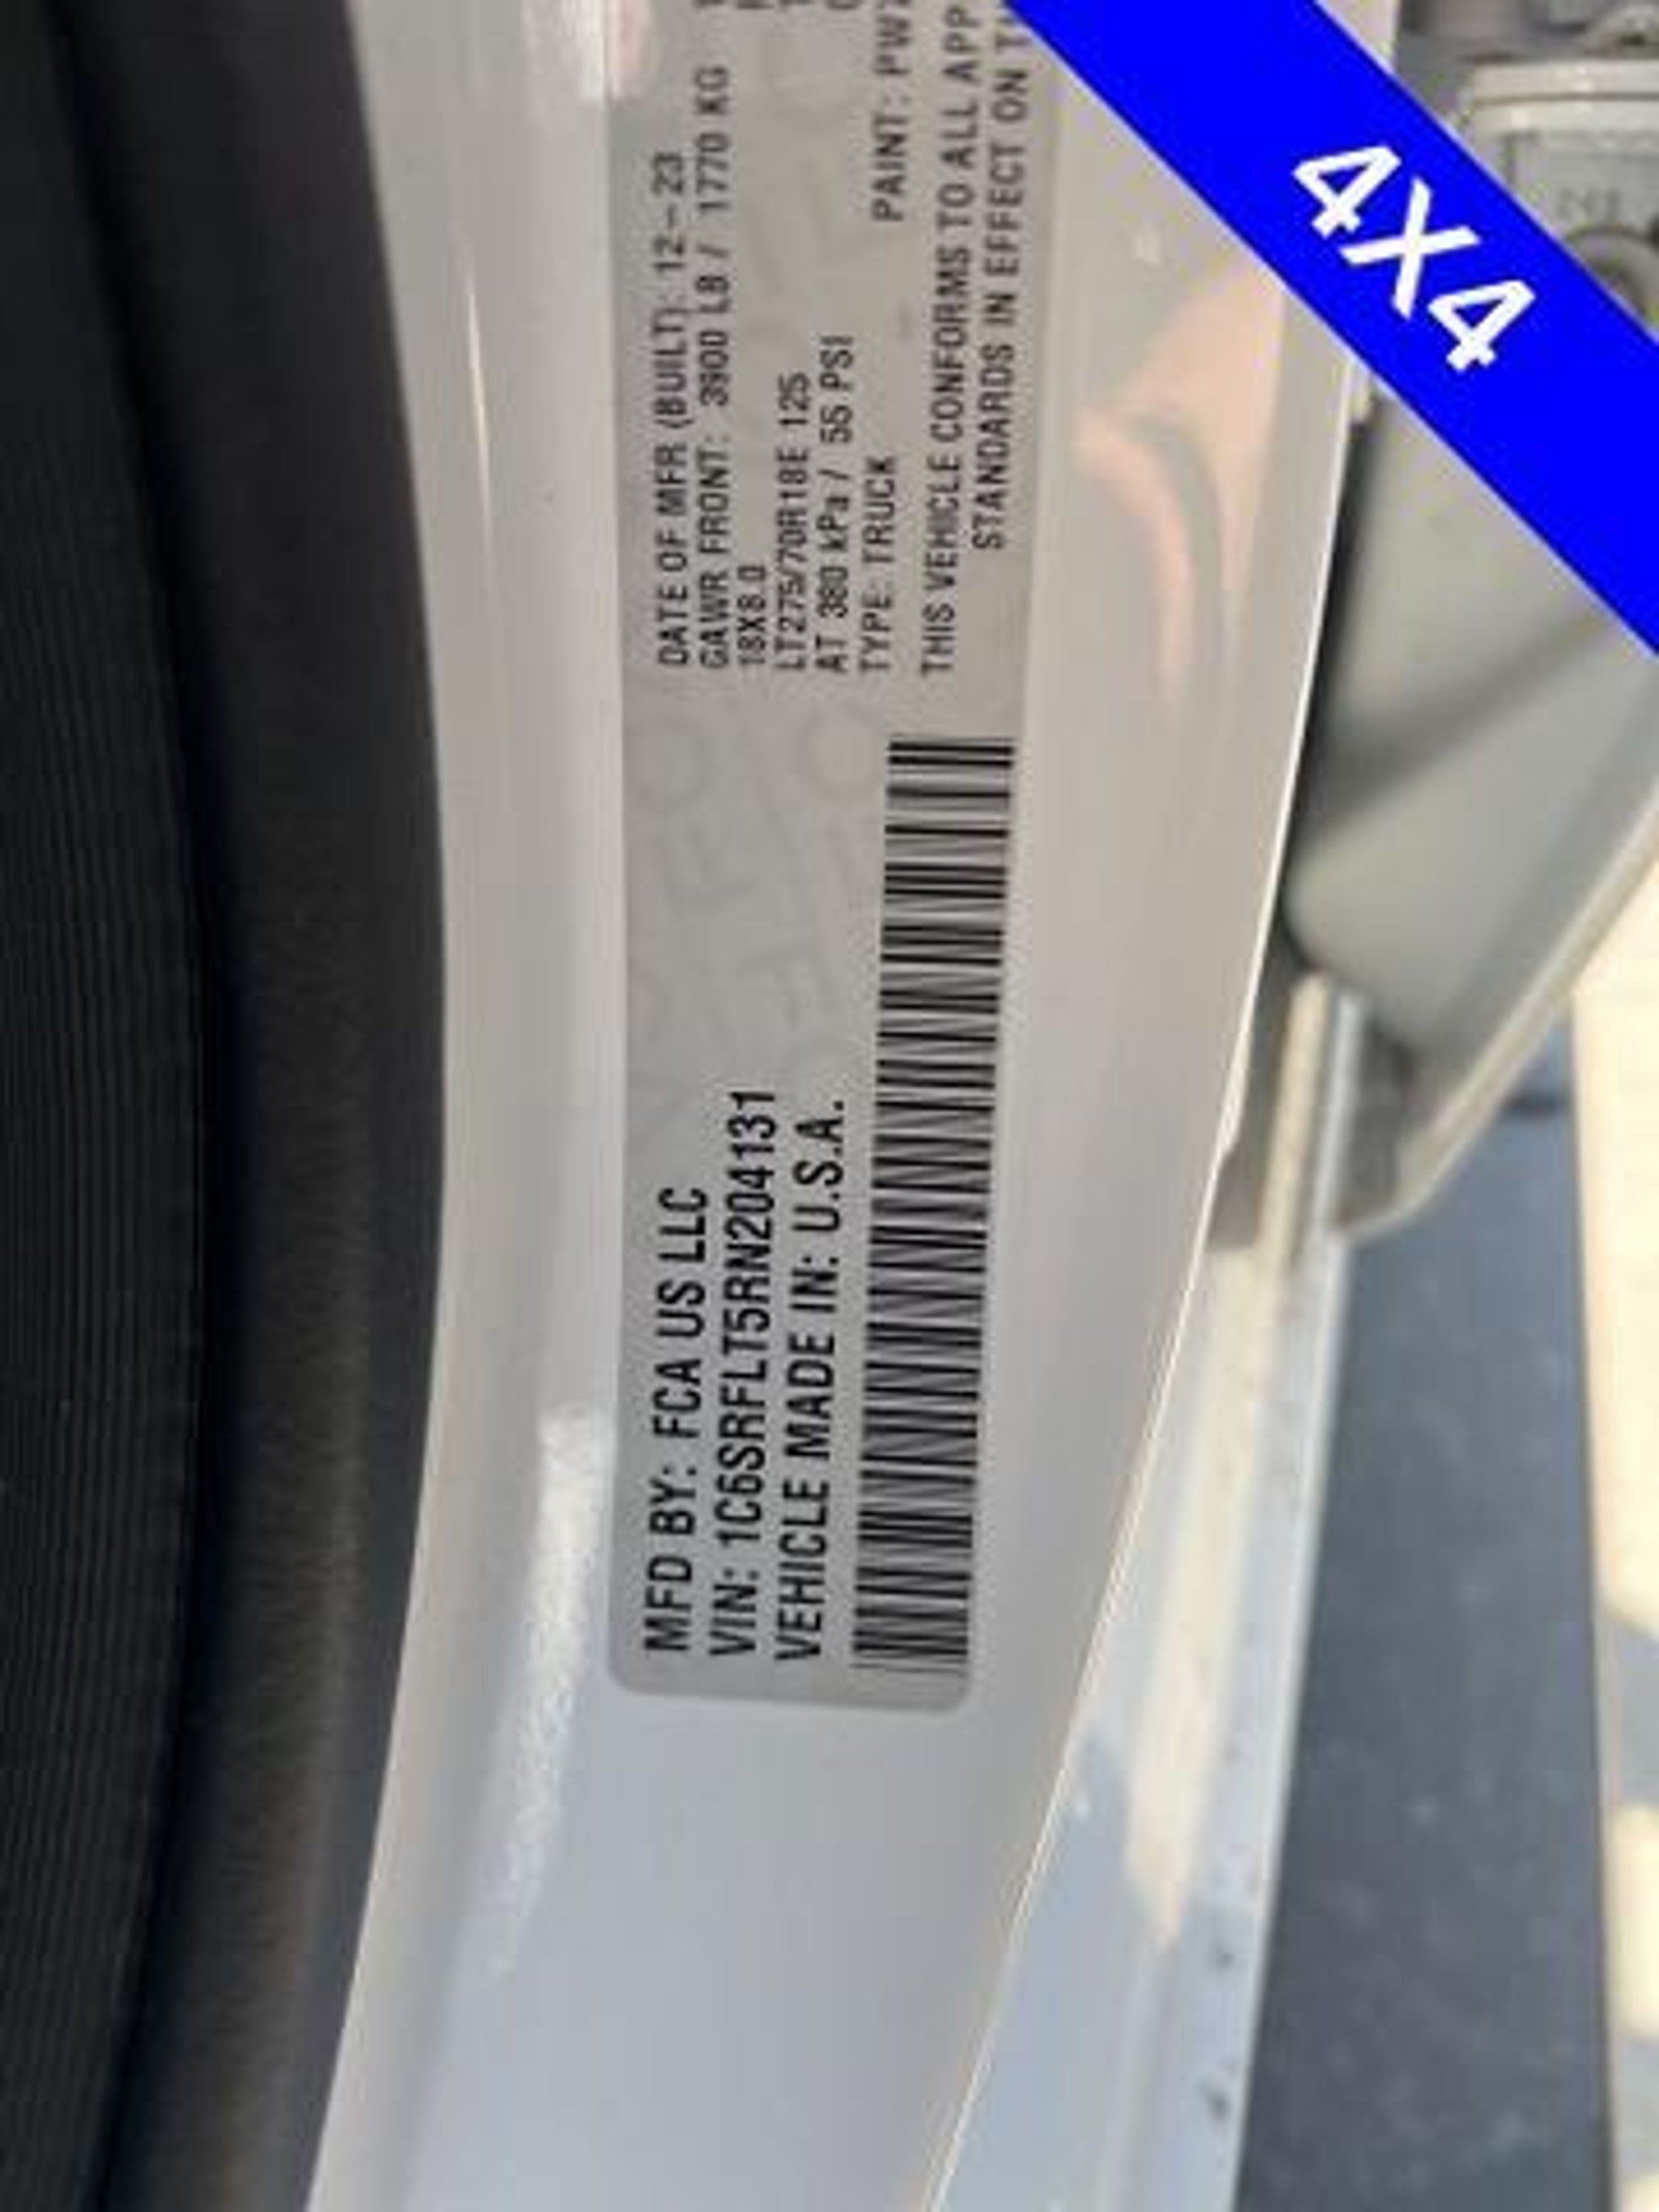 MFD BY: FCA US LLC
VIN: 1C6SRFLT5RN204131
VEHICLE MADE IN: U.S.A.
DATE OF MFR (BUILT): 12-23
GAWR FRONT: 3900 LB / 1770 KG
18X8.0
LT275/70R18E 125
AT 380 kPa / 55 PSI
TYPE: TRUCK
PAINT: PW7
THIS VEHICLE CONFORMS TO ALL APP
STANDARDS IN EFFECT ON
4X4